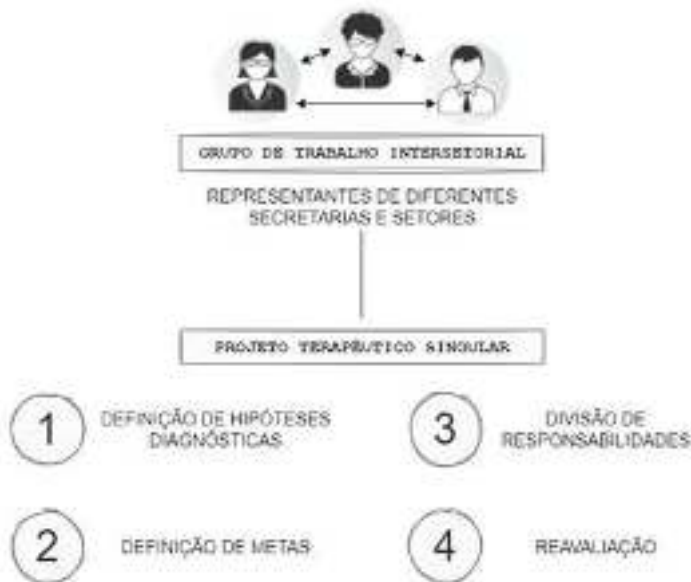 GRUPO DE TRABALHO INTERSETORIAL
REPRESENTANTES DE DIFERENTES
SECRETARIAS E SETORES
PROJETO TERAPÊUTICO SINGULAR
1
DEFINIÇÃO DE HIPÓTESES
DIAGNÓSTICAS
2
DEFINIÇÃO DE METAS
3
DIVISÃO DE
RESPONSABILIDADES
4
REAVALIAÇÃO